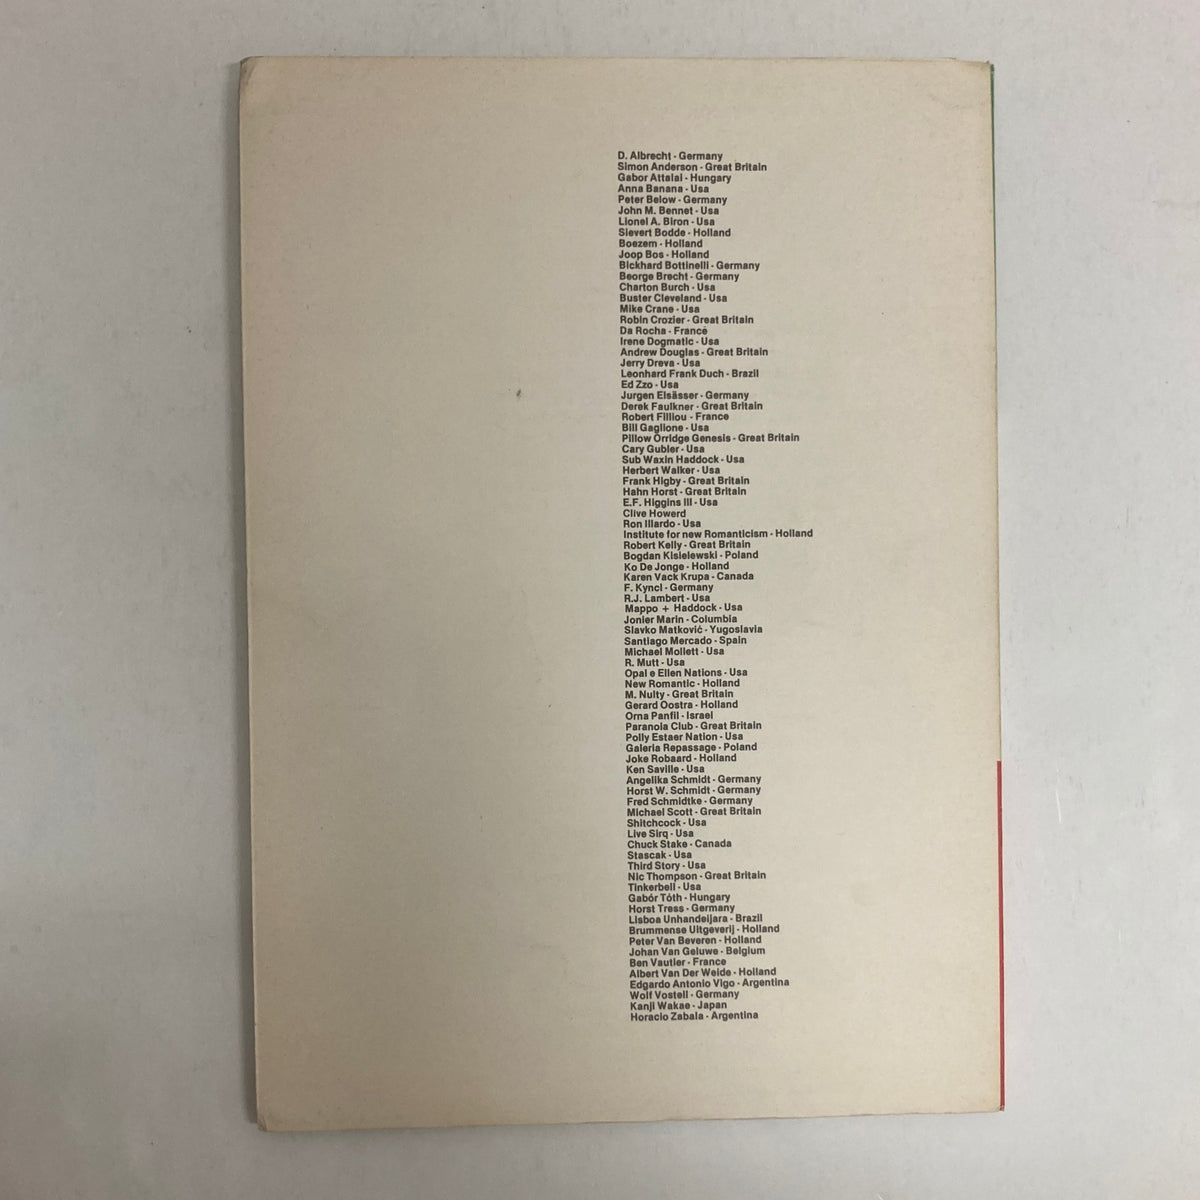 D. Albrecht - Germany
Simon Anderson - Great Britain
Gabor Attalai - Hungary
Anna Banana - Usa
Peter Below - Germany
John M. Bennet - Usa
Lionel A. Biron - Usa
Sievert Bodde - Holland
Boezem - Holland
Joop Bos - Holland
Bickhard Bottinelli - Germany
Beorge Brecht - Germany
Charton Burch - Usa
Buster Cleveland - Usa
Mike Crane - Usa
Robin Crozier - Great Britain
Da Rocha - France
Irene Dogmatic - Usa
Andrew Douglas - Great Britain
Jerry Dreva - Usa
Leonhard Frank Duch - Brazil
Ed Zzo - Usa
Jurgen Elsässer - Germany
Derek Faulkner - Great Britain
Robert Filliou - France
Bill Gaglione - Usa
Pillow Orridge Genesis - Great Britain
Cary Gubler - Usa
Sub Waxin Haddock - Usa
Herbert Walker - Usa
Frank Higby - Great Britain
Hahn Horst - Great Britain
E.F. Higgins III - Usa
Clive Howerd
Ron Illardo - Usa
Institute for new Romanticism - Holland
Robert Kelly - Great Britain
Bogdan Kisielewski - Poland
Ko De Jonge - Holland
Karen Vack Krupa - Canada
F. Kyncl - Germany
R.J. Lambert - Usa
Mappo + Haddock - Usa
Jonier Marin - Columbia
Slavko Matković - Yugoslavia
Santiago Mercado - Spain
Michael Mollett - Usa
R. Mutt - Usa
Opal e Ellen Nations - Usa
New Romantic - Holland
M. Nulty - Great Britain
Gerard Oostra - Holland
Orna Panfil - Israel
Paranoia Club - Great Britain
Polly Estaer Nation - Usa
Galeria Repassage - Poland
Joke Robaard - Holland
Ken Saville - Usa
Angelika Schmidt - Germany
Horst W. Schmidt - Germany
Fred Schmidtke - Germany
Michael Scott - Great Britain
Shitchcock - Usa
Live Sirq - Usa
Chuck Stake - Canada
Stascak - Usa
Third Story - Usa
Nic Thompson - Great Britain
Tinkerbell - Usa
Gabór Tóth - Hungary
Horst Tress - Germany
Lisboa Unhandeijara - Brazil
Brummense Uitgeverij - Holland
Peter Van Beveren - Holland
Johan Van Geluwe - Belgium
Ben Vautier - France
Albert Van Der Weide - Holland
Edgardo Antonio Vigo - Argentina
Wolf Vostell - Germany
Kanji Wakae - Japan
Horacio Zabala - Argentina